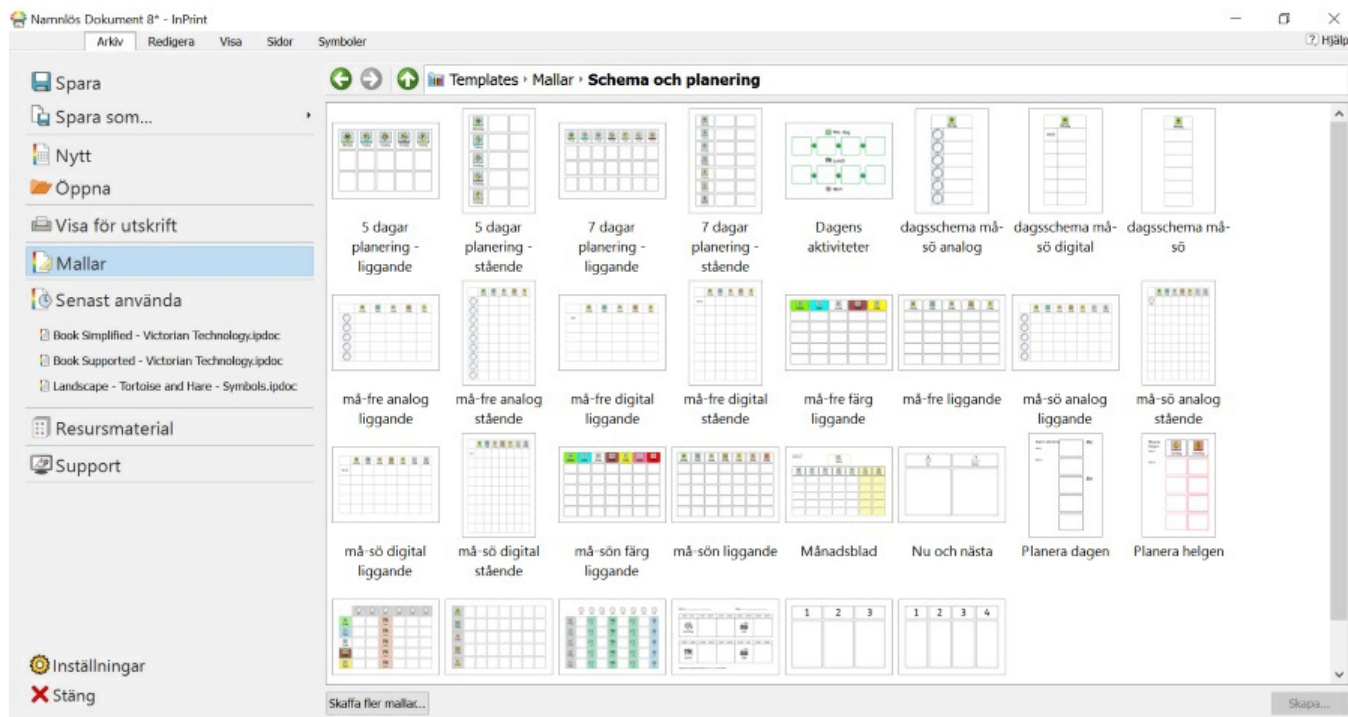 Namnlös Dokument 8* - InPrint
Arkiv Redigera Visa Sidor Symboler
Hjälp
Spara
Spara som...
Nytt
Öppna
Visa för utskrift
Mallar
Senast använda
Book Simplified - Victorian Technology.ipdoc
Book Supported - Victorian Technology.ipdoc
Landscape - Tortoise and Hare - Symbols.ipdoc
Resursmaterial
Support
Inställningar
Stäng
Templates Mallar Schema och planering
5 dagar planering - liggande
5 dagar planering - stående
7 dagar planering - liggande
7 dagar planering - stående
Dagens aktiviteter
dagsschema må-sö analog
dagsschema må-sö digital
dagsschema må-sö
må-fre analog liggande
må-fre analog stående
må-fre digital liggande
må-fre digital stående
må-fre färg liggande
må-fre liggande
må-sö analog liggande
må-sö analog stående
må-sö digital liggande
må-sö digital stående
må-sön färg liggande
må-sön liggande
Månadsblad
Nu och nästa
Planera dagen
Planera helgen
1 2 3
1 2 3 4
Skaffa fler mallar...
Skapa...